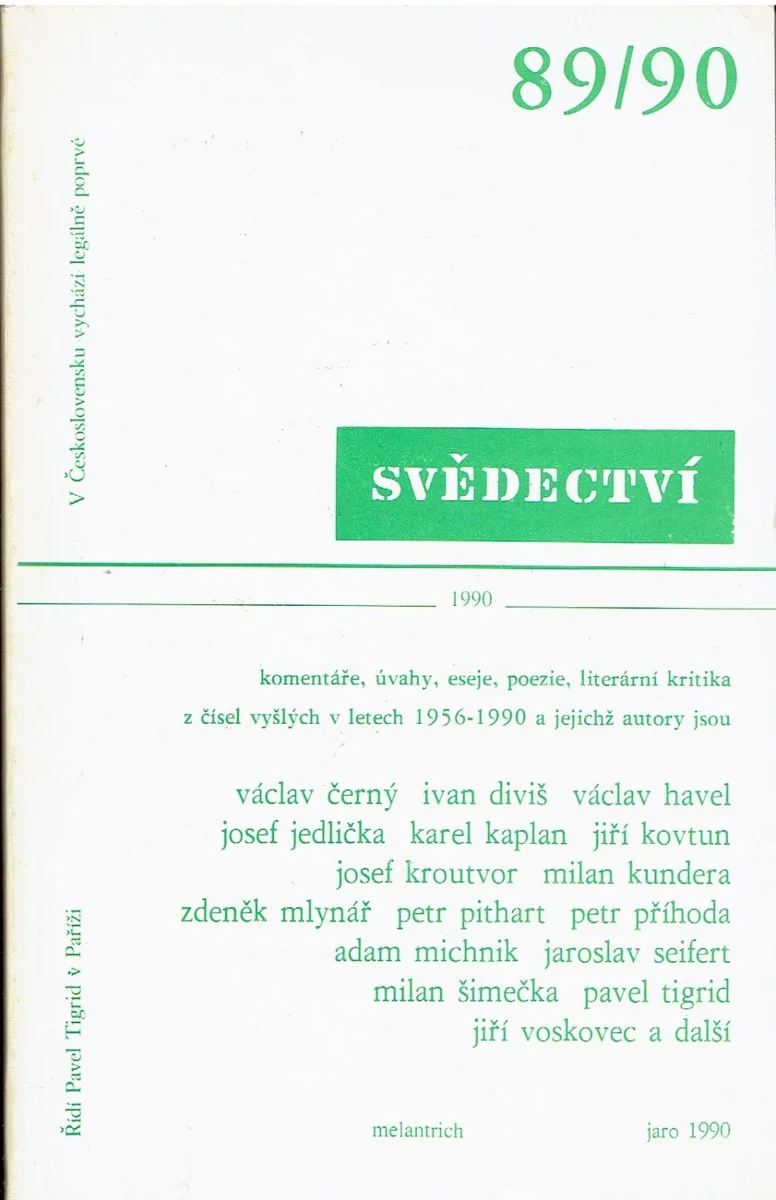 89/90
V Československu vychází legálně poprvé
SVĚDECTVÍ
1990
komentáře, úvahy, eseje, poezie, literární kritika
z čísel vyšlých v letech 1956-1990 a jejichž autory jsou
václav černý ivan diviš václav havel
josef jedlička karel kaplan jiří kovtun
josef kroutvor milan kundera
zdeněk mlynář petr pithart petr příhoda
adam michnik jaroslav seifert
milan šimečka pavel tigrid
jiří voskovec a další
Řídí Pavel Tigrid v Paříži
melantrich jaro 1990